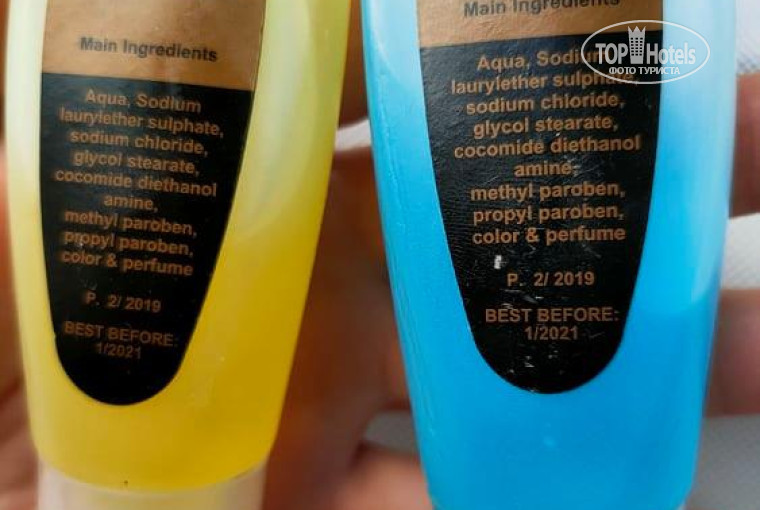 Main Ingredients
Aqua, Sodium
laurylether sulphate,
sodium chloride,
glycol stearate,
cocomide diethanol
amine,
methyl paroben,
propyl paroben,
color & perfume
P. 2/ 2019
BEST BEFORE:
1/2021
Main Ingredients
Aqua, Sodium
laurylether sulphate,
sodium chloride,
glycol stearate,
cocomide diethanol
amine,
methyl paroben,
propyl paroben,
color & perfume
P. 2/ 2019
BEST BEFORE:
1/2021
TOP Hotels
ФОТО ТУРИСТА